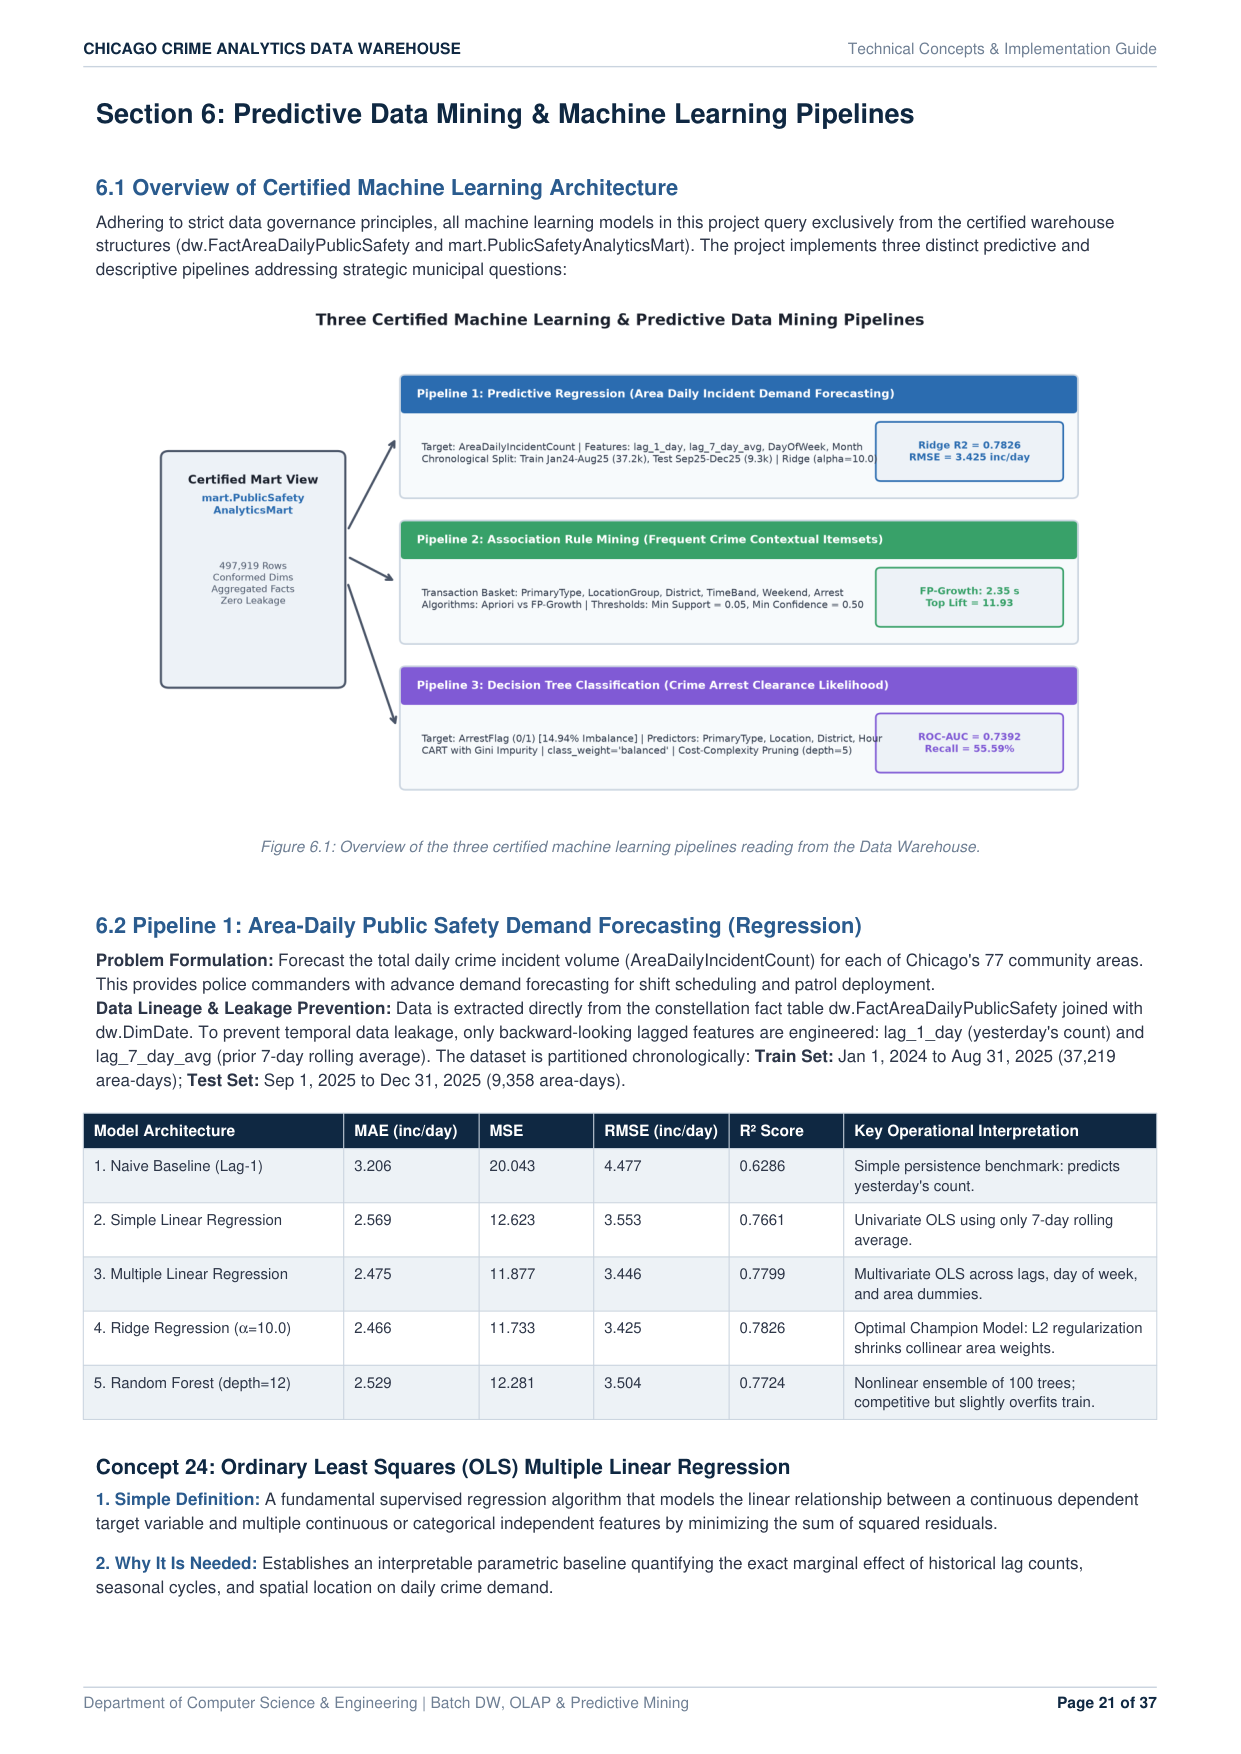 CHICAGO CRIME ANALYTICS DATA WAREHOUSE
Technical Concepts & Implementation Guide
Section 6: Predictive Data Mining & Machine Learning Pipelines
6.1 Overview of Certified Machine Learning Architecture
Adhering to strict data governance principles, all machine learning models in this project query exclusively from the certified warehouse
structures (dw.FactAreaDailyPublicSafety and mart.PublicSafetyAnalyticsMart). The project implements three distinct predictive and
descriptive pipelines addressing strategic municipal questions:
Three Certified Machine Learning & Predictive Data Mining Pipelines
Certified Mart View
mart.PublicSafety
AnalyticsMart
497,919 Rows
Conformed Dims
Aggregated Facts
Zero Leakage
Pipeline 1: Predictive Regression (Area Daily Incident Demand Forecasting)
Target: AreaDailyIncidentCount | Features: lag_1_day, lag_7_day_avg, DayOfWeek, Month
Chronological Split: Train Jan24-Aug25 (37.2k), Test Sep25-Dec25 (9.3k) | Ridge (alpha=10.0)
Ridge R2 = 0.7826
RMSE = 3.425 inc/day
Pipeline 2: Association Rule Mining (Frequent Crime Contextual Itemsets)
Transaction Basket: PrimaryType, LocationGroup, District, TimeBand, Weekend, Arrest
Algorithms: Apriori vs FP-Growth | Thresholds: Min Support = 0.05, Min Confidence = 0.50
FP-Growth: 2.35 s
Top Lift = 11.93
Pipeline 3: Decision Tree Classification (Crime Arrest Clearance Likelihood)
Target: ArrestFlag (0/1) [14.94% Imbalance] | Predictors: PrimaryType, Location, District, Hour
CART with Gini Impurity | class_weight='balanced' | Cost-Complexity Pruning (depth=5)
ROC-AUC = 0.7392
Recall = 55.59%
Figure 6.1: Overview of the three certified machine learning pipelines reading from the Data Warehouse.
6.2 Pipeline 1: Area-Daily Public Safety Demand Forecasting (Regression)
Problem Formulation: Forecast the total daily crime incident volume (AreaDailyIncidentCount) for each of Chicago's 77 community areas.
This provides police commanders with advance demand forecasting for shift scheduling and patrol deployment.
Data Lineage & Leakage Prevention: Data is extracted directly from the constellation fact table dw.FactAreaDailyPublicSafety joined with
dw.DimDate. To prevent temporal data leakage, only backward-looking lagged features are engineered: lag_1_day (yesterday's count) and
lag_7_day_avg (prior 7-day rolling average). The dataset is partitioned chronologically: Train Set: Jan 1, 2024 to Aug 31, 2025 (37,219
area-days); Test Set: Sep 1, 2025 to Dec 31, 2025 (9,358 area-days).
Model Architecture MAE (inc/day) MSE RMSE (inc/day) R² Score Key Operational Interpretation
1. Naive Baseline (Lag-1) 3.206 20.043 4.477 0.6286 Simple persistence benchmark: predicts
yesterday's count.
2. Simple Linear Regression 2.569 12.623 3.553 0.7661 Univariate OLS using only 7-day rolling
average.
3. Multiple Linear Regression 2.475 11.877 3.446 0.7799 Multivariate OLS across lags, day of week,
and area dummies.
4. Ridge Regression (α=10.0) 2.466 11.733 3.425 0.7826 Optimal Champion Model: L2 regularization
shrinks collinear area weights.
5. Random Forest (depth=12) 2.529 12.281 3.504 0.7724 Nonlinear ensemble of 100 trees;
competitive but slightly overfits train.
Concept 24: Ordinary Least Squares (OLS) Multiple Linear Regression
1. Simple Definition: A fundamental supervised regression algorithm that models the linear relationship between a continuous dependent
target variable and multiple continuous or categorical independent features by minimizing the sum of squared residuals.
2. Why It Is Needed: Establishes an interpretable parametric baseline quantifying the exact marginal effect of historical lag counts,
seasonal cycles, and spatial location on daily crime demand.
Department of Computer Science & Engineering | Batch DW, OLAP & Predictive Mining
Page 21 of 37